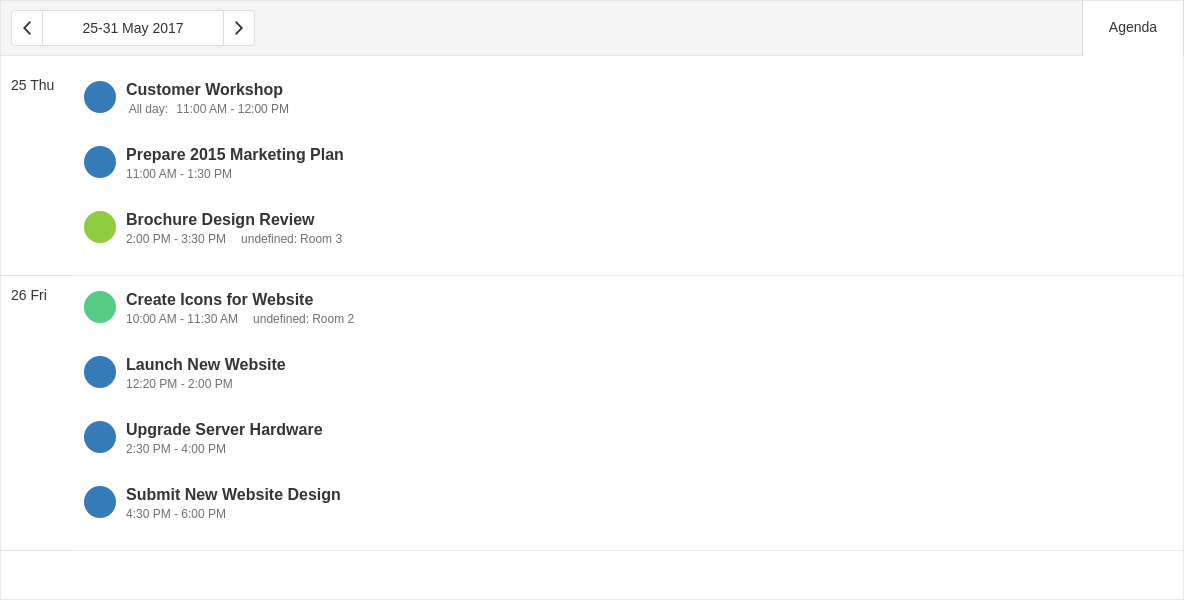 25-31 May 2017
Agenda
25 Thu
Customer Workshop
All day: 11:00 AM - 12:00 PM
Prepare 2015 Marketing Plan
11:00 AM - 1:30 PM
Brochure Design Review
2:00 PM - 3:30 PM undefined: Room 3
26 Fri
Create Icons for Website
10:00 AM - 11:30 AM undefined: Room 2
Launch New Website
12:20 PM - 2:00 PM
Upgrade Server Hardware
2:30 PM - 4:00 PM
Submit New Website Design
4:30 PM - 6:00 PM